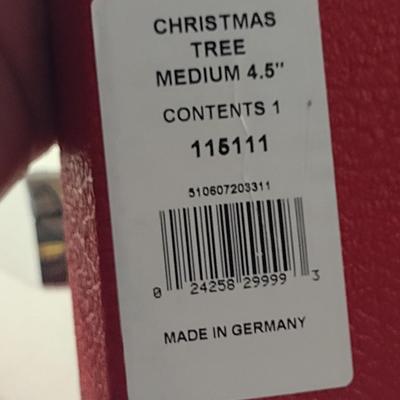 CHRISTMAS
TREE
MEDIUM 4.5"
CONTENTS 1
115111
510607203311
0 24258 29999 3
MADE IN GERMANY